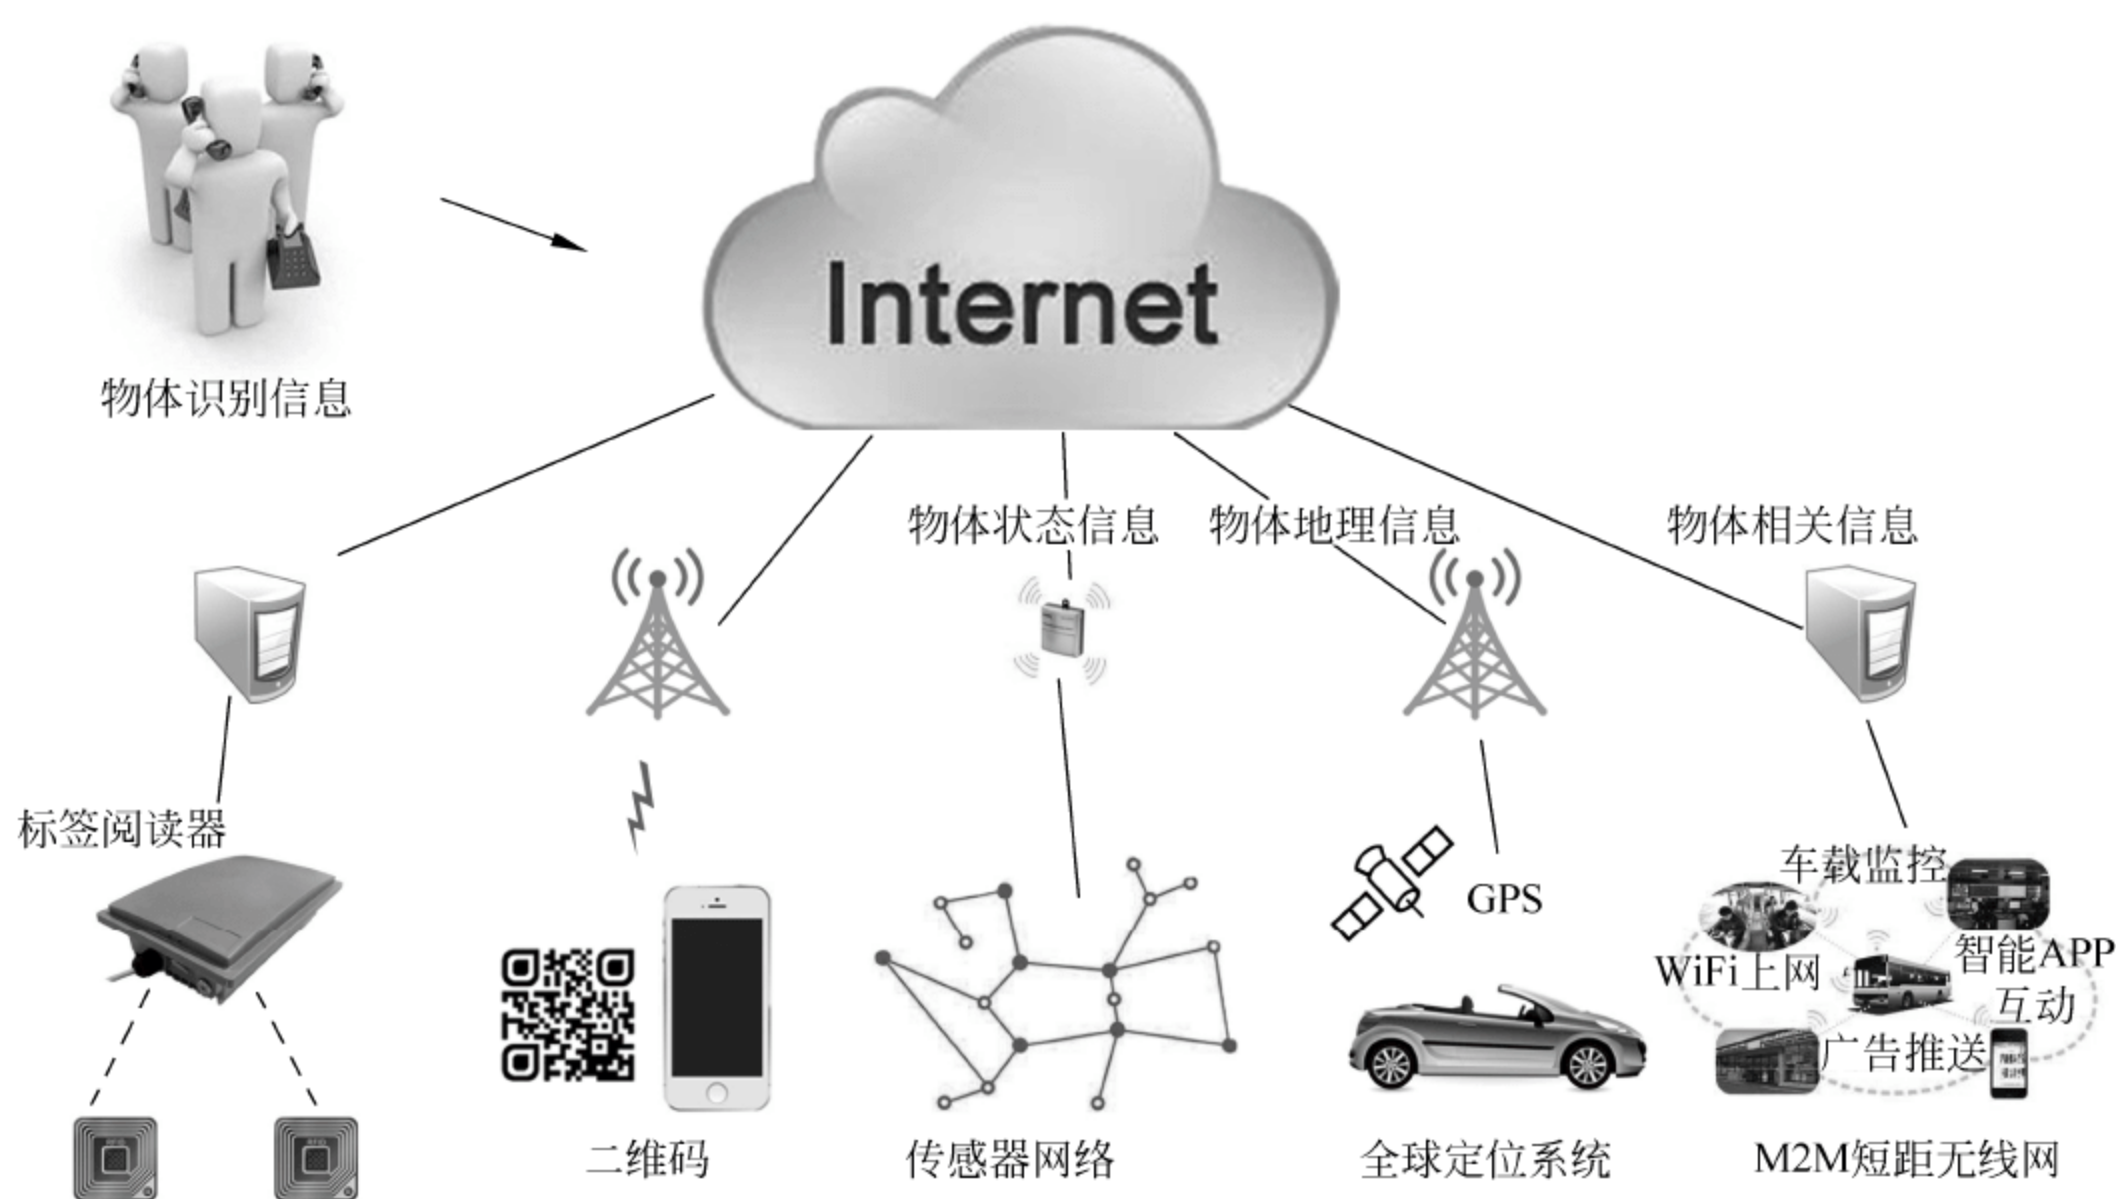 Internet
物体识别信息
物体状态信息
物体地理信息
物体相关信息
标签阅读器
GPS
车载监控
WiFi上网
智能APP
互动
广告推送
RFID
RFID
二维码
传感器网络
全球定位系统
M2M短距无线网